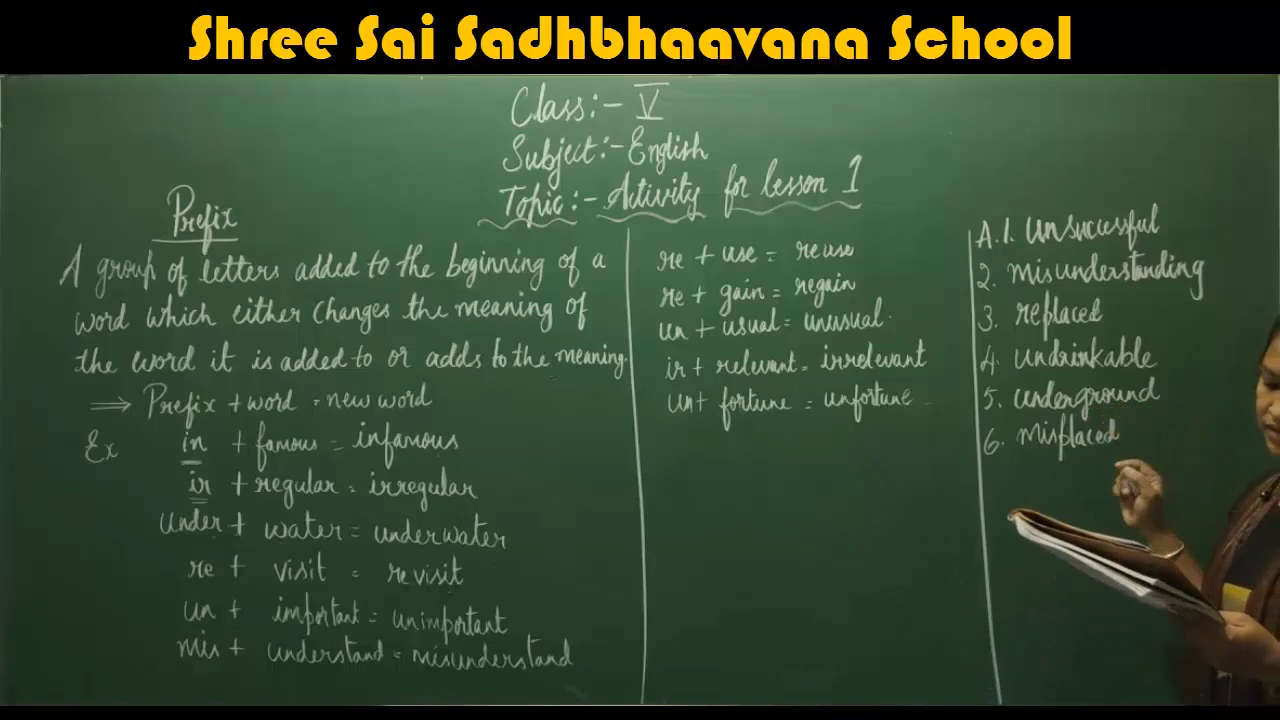 Shree Sai Sadhbhaavana School
Class:- V
Subject:- English
Topic:- Activity for lesson 1
Prefix
A group of letters added to the beginning of a
word which either changes the meaning of
the word it is added to or adds to the meaning.
⇒ Prefix + word = new word
Ex in + famous = infamous
ir + regular = irregular
under + water = underwater
re + visit = revisit
un + important = unimportant
mis + understand = misunderstand
re + use = reuse
re + gain = regain
un + usual = unusual.
ir + relevant = irrelevant
un + fortune = unfortune
A.1. unsuccessful
2. misunderstanding
3. replaced
4. undrinkable
5. underground
6. misplaced